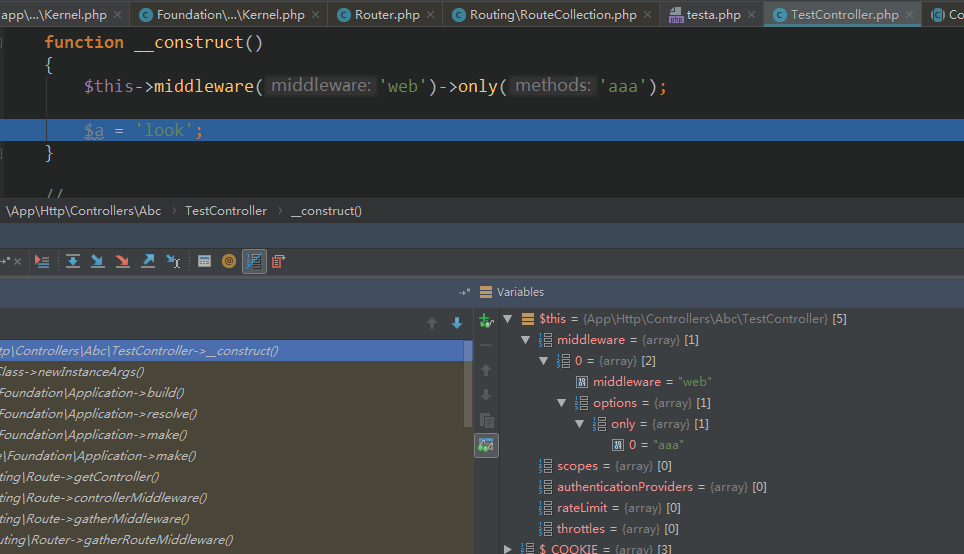 app\...\Kernel.php × Foundation\...\Kernel.php × Router.php × Routing\RouteCollection.php × testa.php × TestController.php × Co
function __construct()
{
$this->middleware( middleware: 'web')->only( methods: 'aaa');
$a = 'look';
}
//
\App\Http\Controllers\Abc › TestController › __construct()
Variables
tp\Controllers\Abc\TestController->__construct()
Class->newInstanceArgs()
Foundation\Application->build()
Foundation\Application->resolve()
Foundation\Application->make()
e\Foundation\Application->make()
ting\Route->getController()
ting\Route->controllerMiddleware()
ting\Route->gatherMiddleware()
uting\Router->gatherRouteMiddleware()
$this = {App\Http\Controllers\Abc\TestController} [5]
middleware = {array} [1]
0 = {array} [2]
middleware = "web"
options = {array} [1]
only = {array} [1]
0 = "aaa"
scopes = {array} [0]
authenticationProviders = {array} [0]
rateLimit = {array} [0]
throttles = {array} [0]
$_COOKIE = {array} [3]